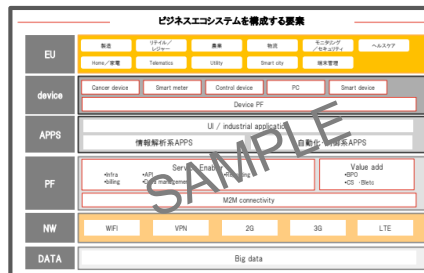 ビジネスエコシステムを構成する要素
EU
製造
リテイル／
レジャー
農業
物流
モニタリング
／セキュリティ
ヘルスケア
Home／家電
Telematics
Utility
Smart city
端末管理
device
Cancer device
Smart meter
Control device
PC
Smart device
Device PF
APPS
UI / industrial application
情報解析系APPS
自動化・制御系APPS
PF
Service Enabler
•Infra
•API
•billing
•Data management
Value add
•BPO
•CS
M2M connectivity
NW
WIFI
VPN
2G
3G
LTE
DATA
Big data
SAMPLE